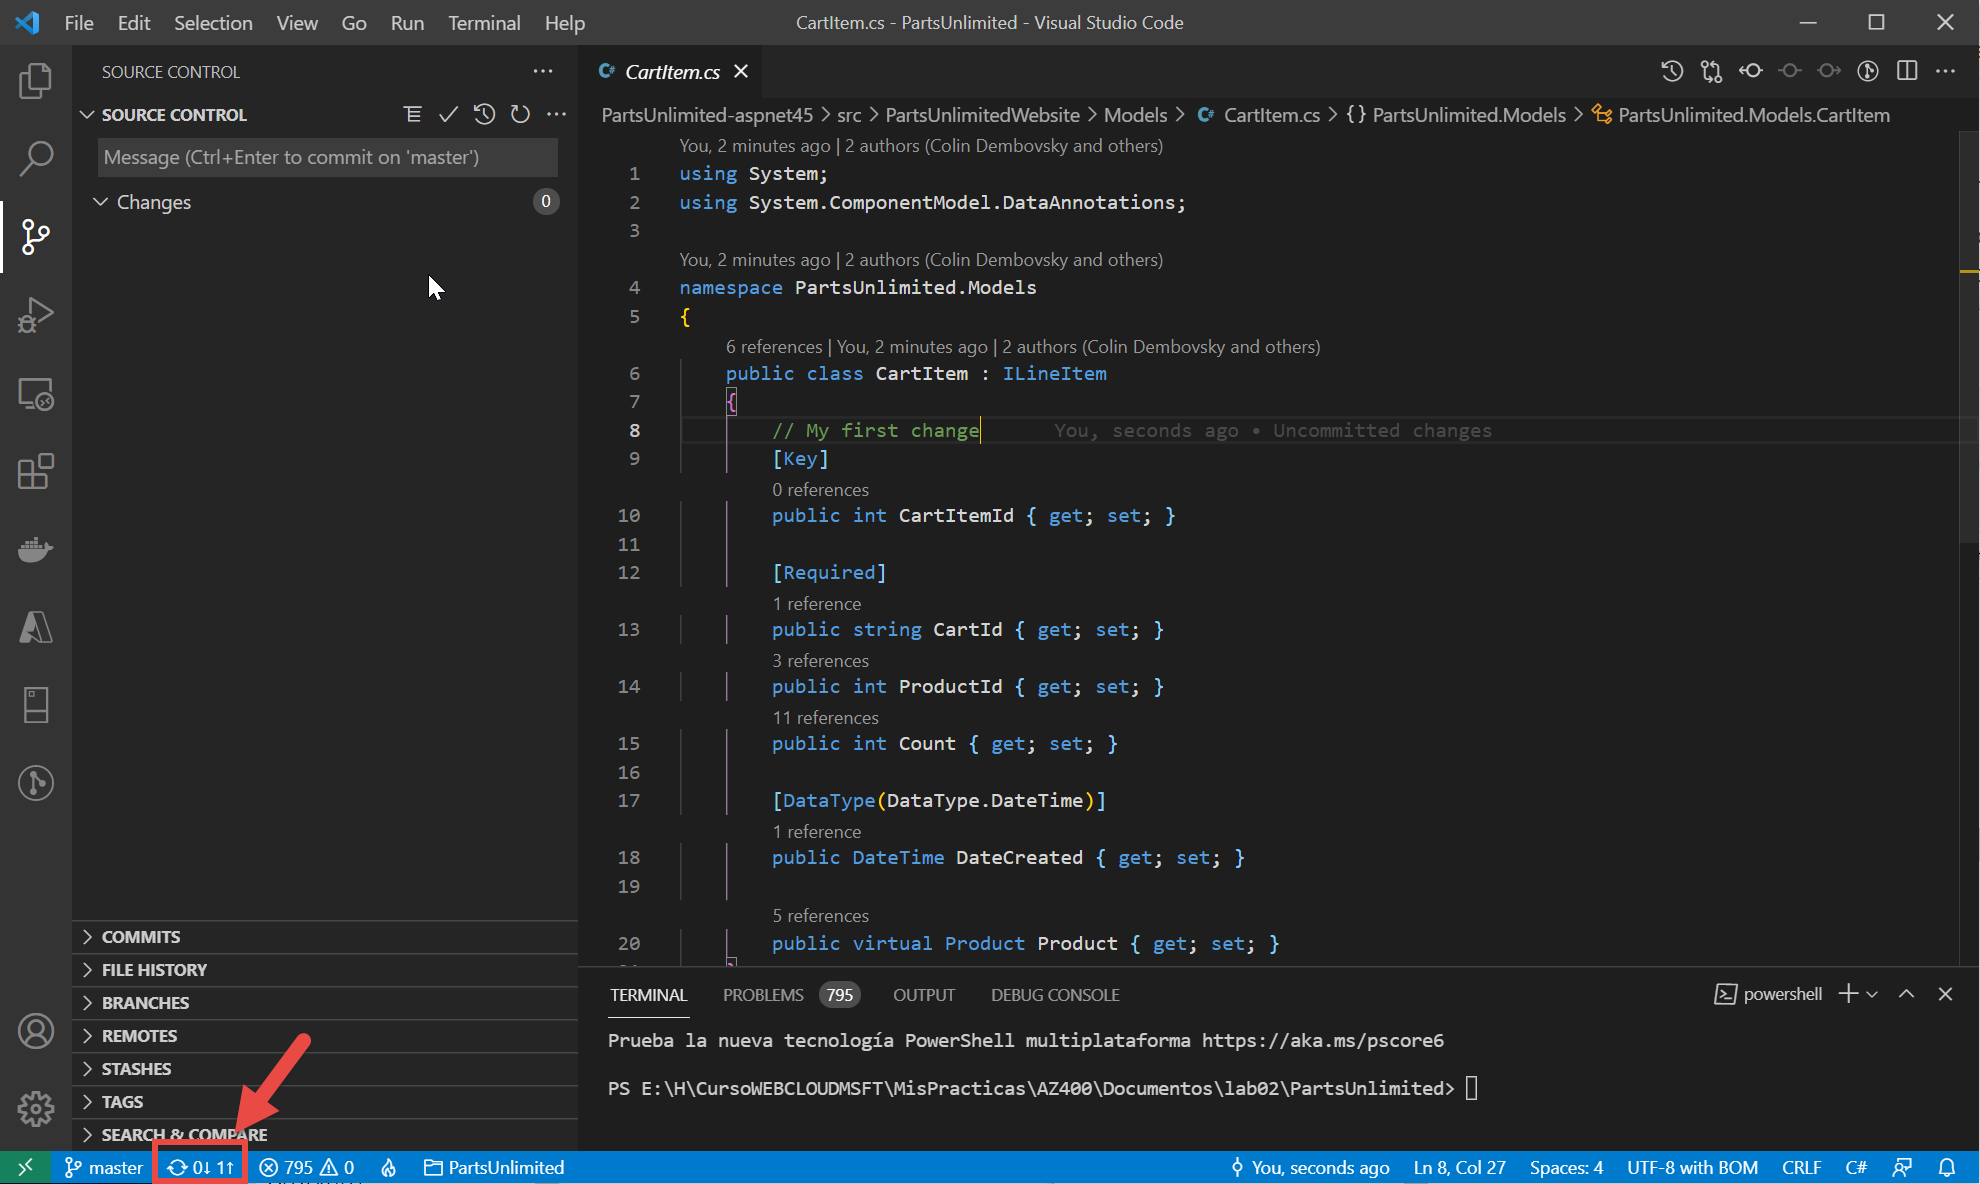 File Edit Selection View Go Run Terminal Help
CartItem.cs - PartsUnlimited - Visual Studio Code
SOURCE CONTROL
SOURCE CONTROL
Message (Ctrl+Enter to commit on 'master')
Changes 0
COMMITS
FILE HISTORY
BRANCHES
REMOTES
STASHES
TAGS
SEARCH & COMPARE
CartItem.cs
PartsUnlimited-aspnet45 > src > PartsUnlimitedWebsite > Models > CartItem.cs > {} PartsUnlimited.Models > PartsUnlimited.Models.CartItem
You, 2 minutes ago | 2 authors (Colin Dembovsky and others)
1 using System;
2 using System.ComponentModel.DataAnnotations;
3
You, 2 minutes ago | 2 authors (Colin Dembovsky and others)
4 namespace PartsUnlimited.Models
5 {
6 references | You, 2 minutes ago | 2 authors (Colin Dembovsky and others)
6 public class CartItem : ILineItem
7 {
8 // My first change You, seconds ago • Uncommitted changes
9 [Key]
0 references
10 public int CartItemId { get; set; }
11
12 [Required]
1 reference
13 public string CartId { get; set; }
3 references
14 public int ProductId { get; set; }
11 references
15 public int Count { get; set; }
16
17 [DataType(DataType.DateTime)]
1 reference
18 public DateTime DateCreated { get; set; }
19
5 references
20 public virtual Product Product { get; set; }
TERMINAL PROBLEMS 795 OUTPUT DEBUG CONSOLE
powershell
Prueba la nueva tecnología PowerShell multiplataforma https://aka.ms/pscore6
PS E:\H\CursoWEBCLOUDMSFT\MisPracticas\AZ400\Documentos\lab02\PartsUnlimited>
master 0↓ 1↑ 795 0 PartsUnlimited
You, seconds ago Ln 8, Col 27 Spaces: 4 UTF-8 with BOM CRLF C#